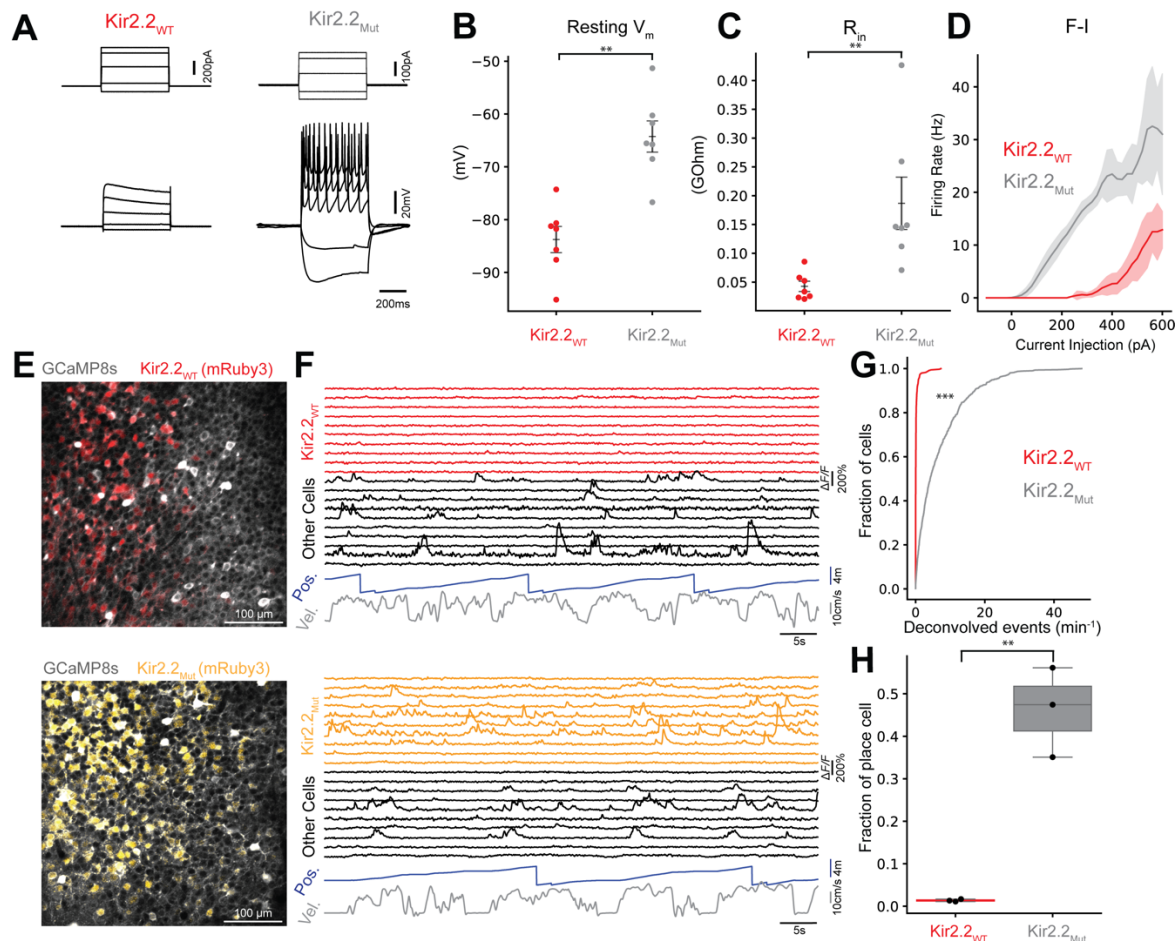 A
Kir2.2WT
Kir2.2Mut
200pA
100pA
20mV
200ms
B
Resting Vm
**
(mV)
−50
−60
−70
−80
−90
Kir2.2WT
Kir2.2Mut
C
Rin
**
(GOhm)
0.40
0.35
0.30
0.25
0.20
0.15
0.10
0.05
Kir2.2WT
Kir2.2Mut
D
F-I
Firing Rate (Hz)
40
30
20
10
0
Kir2.2WT
Kir2.2Mut
0
200
400
600
Current Injection (pA)
E
GCaMP8s
Kir2.2WT (mRuby3)
100 µm
GCaMP8s
Kir2.2Mut (mRuby3)
100 µm
F
Kir2.2WT
Other Cells
Pos.
Vel.
ΔF/F
200%
4m
10cm/s
5s
Kir2.2Mut
Other Cells
Pos.
Vel.
ΔF/F
200%
4m
10cm/s
5s
G
Fraction of cells
1.0
0.8
0.6
0.4
0.2
0.0
***
Kir2.2WT
Kir2.2Mut
0
20
40
Deconvolved events (min-1)
H
**
Fraction of place cell
0.5
0.4
0.3
0.2
0.1
0.0
Kir2.2WT
Kir2.2Mut